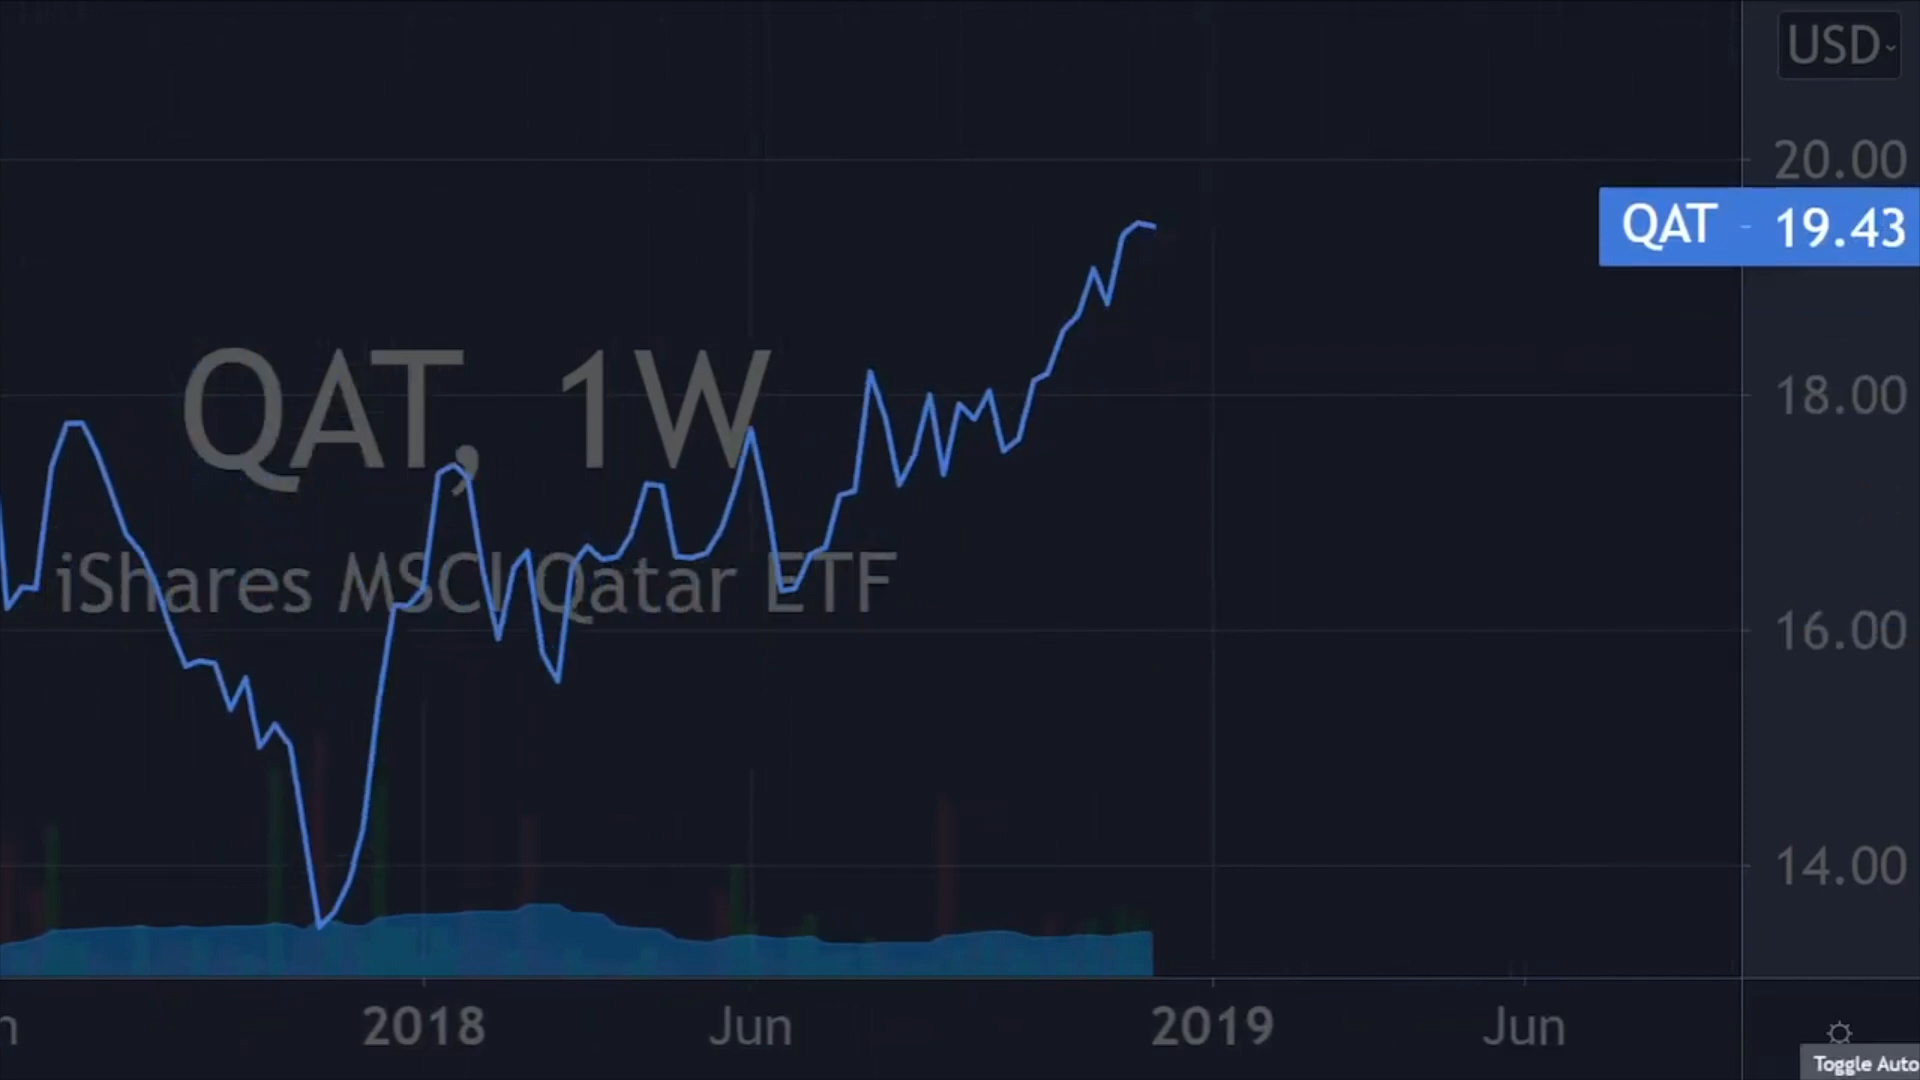 USD
20.00
QAT - 19.43
18.00
QAT, 1W
iShares MSCI Qatar ETF
16.00
14.00
2018 Jun 2019 Jun
Toggle Auto